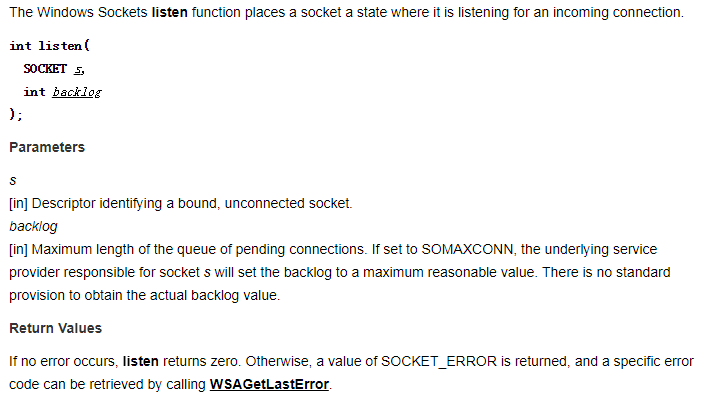 The Windows Sockets listen function places a socket a state where it is listening for an incoming connection.
int listen(
SOCKET s,
int backlog
);
Parameters
s
[in] Descriptor identifying a bound, unconnected socket.
backlog
[in] Maximum length of the queue of pending connections. If set to SOMAXCONN, the underlying service
provider responsible for socket s will set the backlog to a maximum reasonable value. There is no standard
provision to obtain the actual backlog value.
Return Values
If no error occurs, listen returns zero. Otherwise, a value of SOCKET_ERROR is returned, and a specific error
code can be retrieved by calling WSAGetLastError.